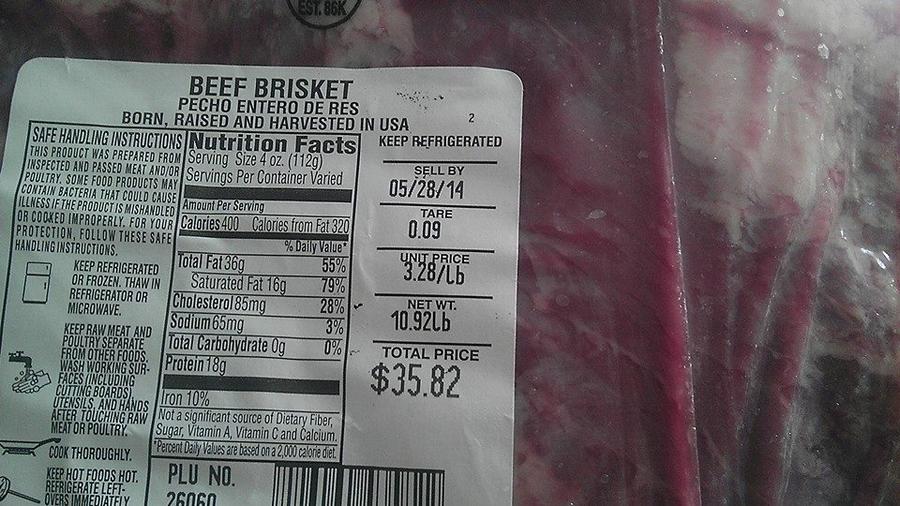 EST. 86K
BEEF BRISKET
PECHO ENTERO DE RES
BORN, RAISED AND HARVESTED IN USA
2
SAFE HANDLING INSTRUCTIONS
THIS PRODUCT WAS PREPARED FROM
INSPECTED AND PASSED MEAT AND/OR
POULTRY. SOME FOOD PRODUCTS MAY
CONTAIN BACTERIA THAT COULD CAUSE
ILLNESS IF THE PRODUCT IS MISHANDLED
OR COOKED IMPROPERLY. FOR YOUR
PROTECTION, FOLLOW THESE SAFE
HANDLING INSTRUCTIONS.
KEEP REFRIGERATED
OR FROZEN. THAW IN
REFRIGERATOR OR
MICROWAVE.
KEEP RAW MEAT AND
POULTRY SEPARATE
FROM OTHER FOODS.
WASH WORKING SUR-
FACES (INCLUDING
CUTTING BOARDS),
UTENSILS, AND HANDS
AFTER TOUCHING RAW
MEAT OR POULTRY.
COOK THOROUGHLY.
KEEP HOT FOODS HOT.
REFRIGERATE LEFT-
OVERS IMMEDIATELY
Nutrition Facts
Serving Size 4 oz. (112g)
Servings Per Container Varied
Amount Per Serving
Calories 400 Calories from Fat 320
% Daily Value*
Total Fat 36g 55%
Saturated Fat 16g 79%
Cholesterol 85mg 28%
Sodium 65mg 3%
Total Carbohydrate 0g 0%
Protein 18g
Iron 10%
Not a significant source of Dietary Fiber,
Sugar, Vitamin A, Vitamin C and Calcium.
*Percent Daily Values are based on a 2,000 calorie diet.
PLU NO.
26060
KEEP REFRIGERATED
SELL BY
05/28/14
TARE
0.09
UNIT PRICE
3.28/Lb
NET WT.
10.92Lb
TOTAL PRICE
$35.82